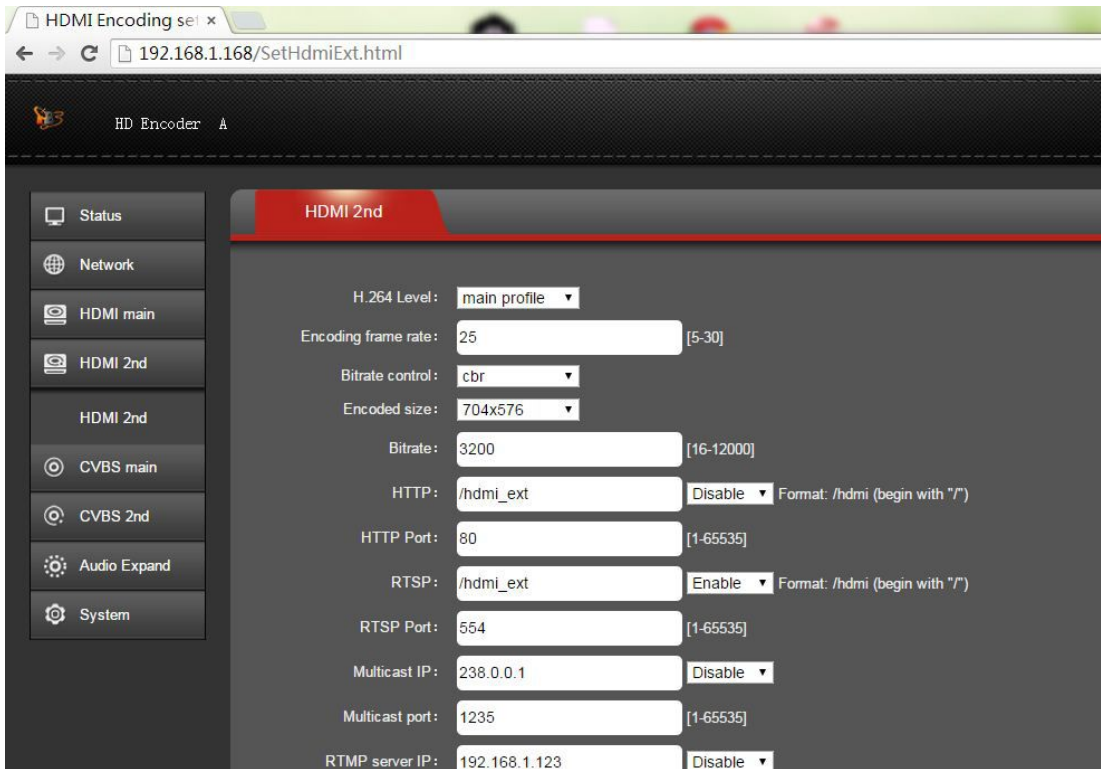 HDMI Encoding set ×
192.168.1.168/SetHdmiExt.html
HD Encoder A
Status
Network
HDMI main
HDMI 2nd
HDMI 2nd
CVBS main
CVBS 2nd
Audio Expand
System
HDMI 2nd
H.264 Level: main profile
Encoding frame rate: 25 [5-30]
Bitrate control: cbr
Encoded size: 704x576
Bitrate: 3200 [16-12000]
HTTP: /hdmi_ext Disable Format: /hdmi (begin with "/")
HTTP Port: 80 [1-65535]
RTSP: /hdmi_ext Enable Format: /hdmi (begin with "/")
RTSP Port: 554 [1-65535]
Multicast IP: 238.0.0.1 Disable
Multicast port: 1235 [1-65535]
RTMP server IP: 192.168.1.123 Disable